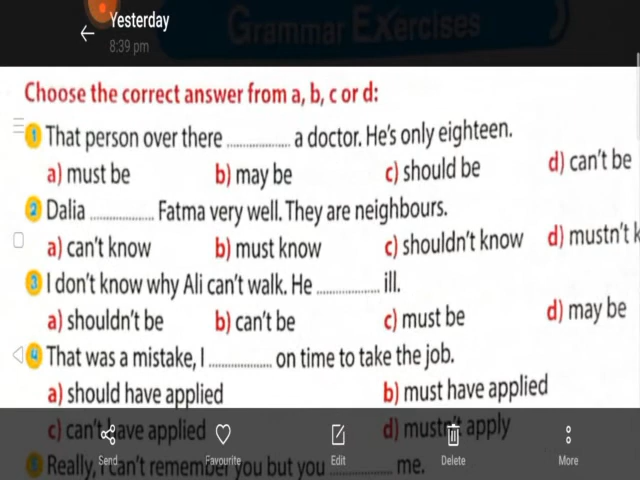 Yesterday
8:39 pm
Grammar Exercises
Choose the correct answer from a, b, c or d:
1 That person over there .................. a doctor. He's only eighteen.
a) must be b) may be c) should be d) can't be
2 Dalia .................. Fatma very well. They are neighbours.
a) can't know b) must know c) shouldn't know d) mustn't k
3 I don't know why Ali can't walk. He .................. ill.
a) shouldn't be b) can't be c) must be d) may be
4 That was a mistake, I .................. on time to take the job.
a) should have applied b) must have applied
c) can't have applied d) mustn't apply
Send Favourite Edit Delete More
5 Really, I can't remember you but you .................. me.